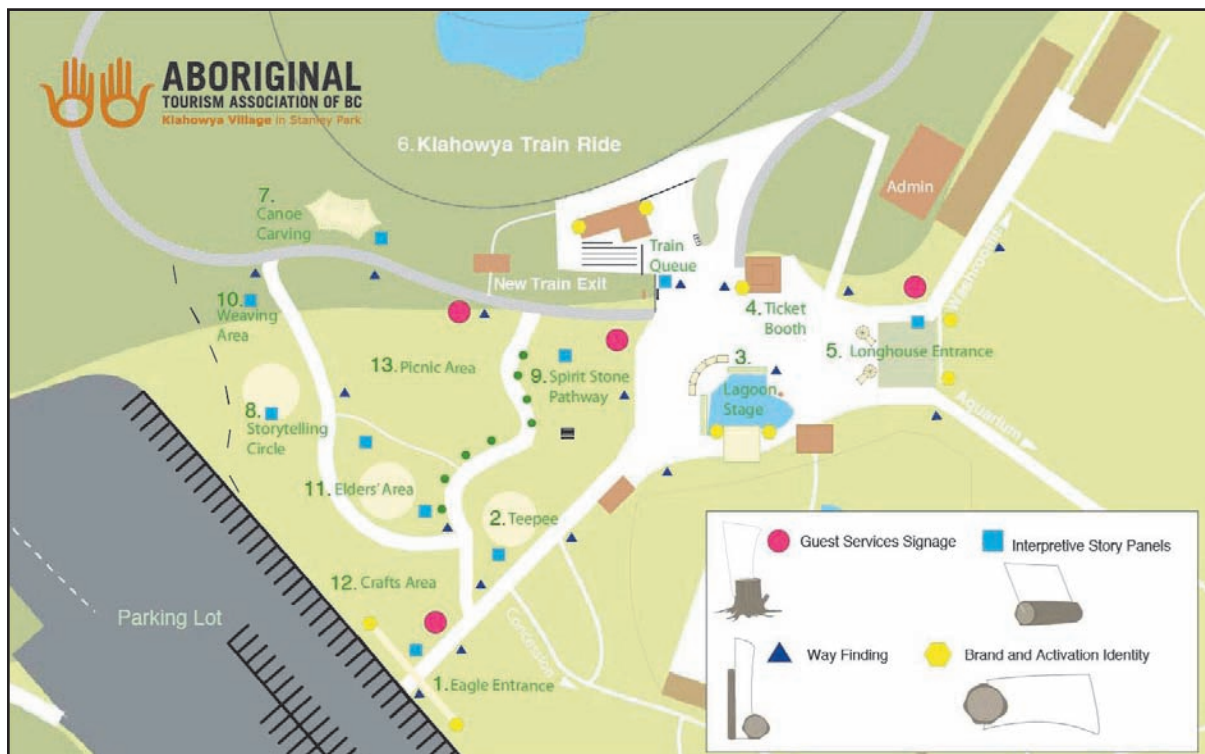 ABORIGINAL
TOURISM ASSOCIATION OF BC
Klahowya Village in Stanley Park
6. Klahowya Train Ride
7.
Canoe
Carving
Admin
Train
Queue
New Train Exit
Washrooms
10.
Weaving
Area
4. Ticket
Booth
5. Longhouse Entrance
3.
Lagoon
Stage
13. Picnic Area
9. Spirit Stone
Pathway
8.
Storytelling
Circle
Aquarium
11. Elders' Area
2. Teepee
12. Crafts Area
Parking Lot
Concession
1. Eagle Entrance
Guest Services Signage
Interpretive Story Panels
Way Finding
Brand and Activation Identity